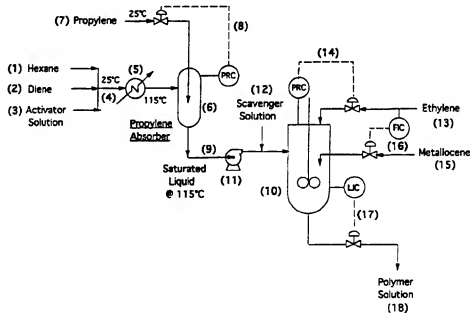 (7) Propylene 25°C
(8)
(1) Hexane
(5)
PRC
25°C
(2) Diene
(4)
115°C
(6)
(3) Activator
Solution
Propylene
Absorber
(9)
Saturated
Liquid
@ 115°C
(11)
(12)
Scavenger
Solution
(14)
PRC
Ethylene
(13)
FIC
(16)
Metallocene
(15)
(10)
LIC
(17)
Polymer
Solution
(18)